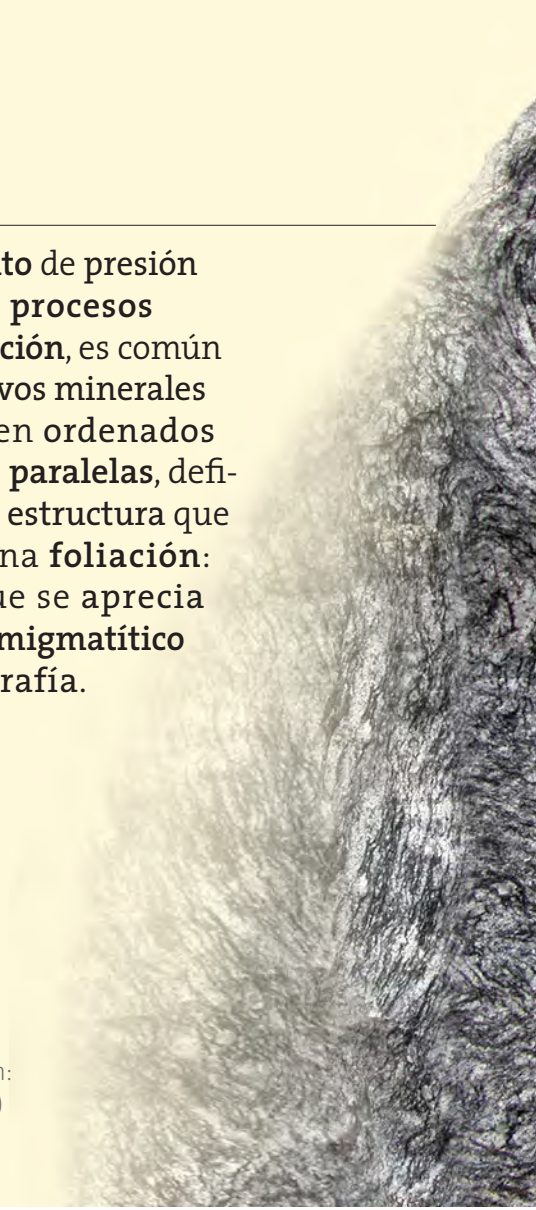 to de presión
procesos
ción, es común
vos minerales
en ordenados
paralelas, defi-
estructura que
na foliación:
ue se aprecia
migmatítico
rafía.
n:
)